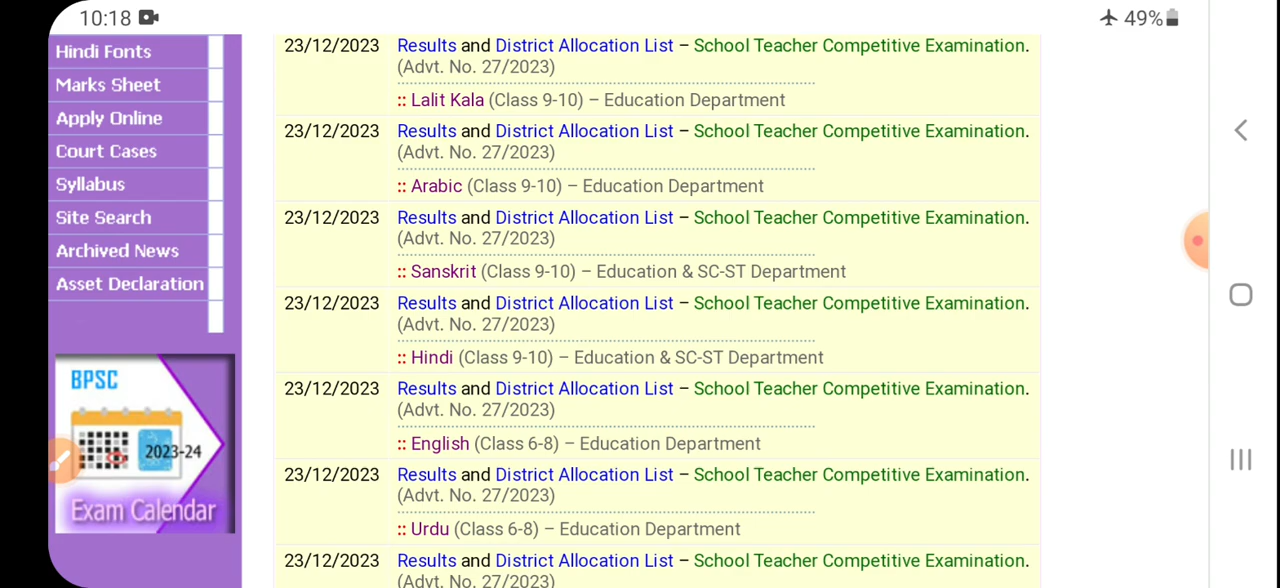 10:18
49%
Hindi Fonts
Marks Sheet
Apply Online
Court Cases
Syllabus
Site Search
Archived News
Asset Declaration
BPSC
2023-24
Exam Calendar
23/12/2023 Results and District Allocation List – School Teacher Competitive Examination.
(Advt. No. 27/2023)
:: Lalit Kala (Class 9-10) – Education Department
23/12/2023 Results and District Allocation List – School Teacher Competitive Examination.
(Advt. No. 27/2023)
:: Arabic (Class 9-10) – Education Department
23/12/2023 Results and District Allocation List – School Teacher Competitive Examination.
(Advt. No. 27/2023)
:: Sanskrit (Class 9-10) – Education & SC-ST Department
23/12/2023 Results and District Allocation List – School Teacher Competitive Examination.
(Advt. No. 27/2023)
:: Hindi (Class 9-10) – Education & SC-ST Department
23/12/2023 Results and District Allocation List – School Teacher Competitive Examination.
(Advt. No. 27/2023)
:: English (Class 6-8) – Education Department
23/12/2023 Results and District Allocation List – School Teacher Competitive Examination.
(Advt. No. 27/2023)
:: Urdu (Class 6-8) – Education Department
23/12/2023 Results and District Allocation List – School Teacher Competitive Examination.
(Advt. No. 27/2023)